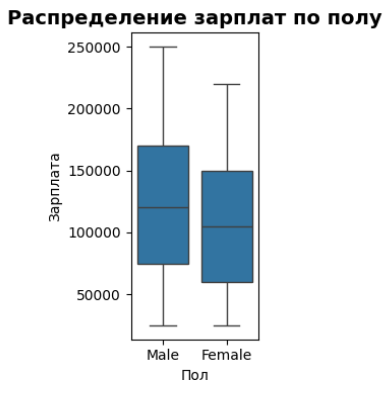 Распределение зарплат по полу
250000
200000
150000
100000
50000
Зарплата
Male Female
Пол